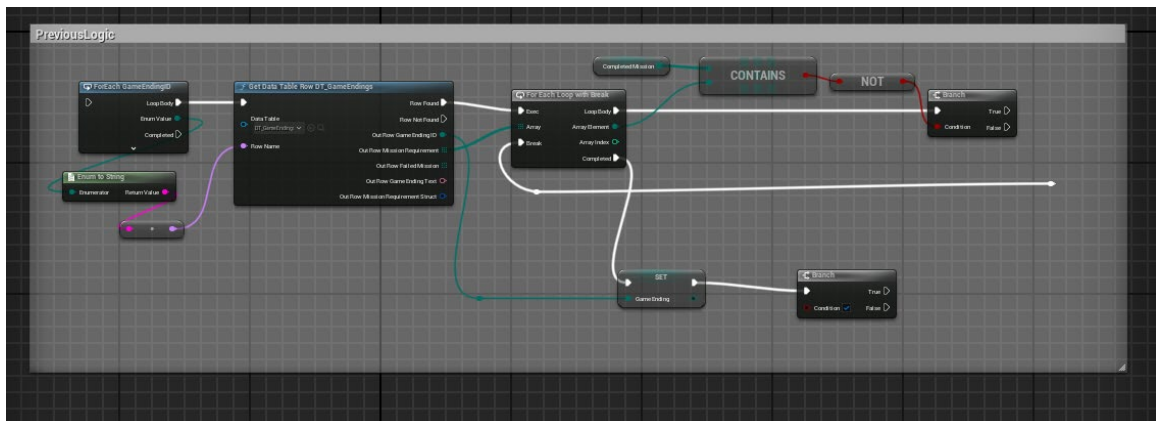 PreviousLogic
CompletedMission
CONTAINS
NOT
ForEach GameEndingID
Loop Body
Enum Value
Completed
Get Data Table Row DT_GameEndings
Row Found
Data Table
DT_GameEndings
Row Not Found
Out Row Game Ending ID
Row Name
Out Row Mission Requirement
Out Row Failed Mission
Out Row Game Ending Text
Out Row Mission Requirement Struct
For Each Loop with Break
Exec
Loop Body
Array
Array Element
Break
Array Index
Completed
Branch
True
Condition
False
Enum to String
Enumerator
Return Value
SET
Game Ending
Branch
True
Condition
False